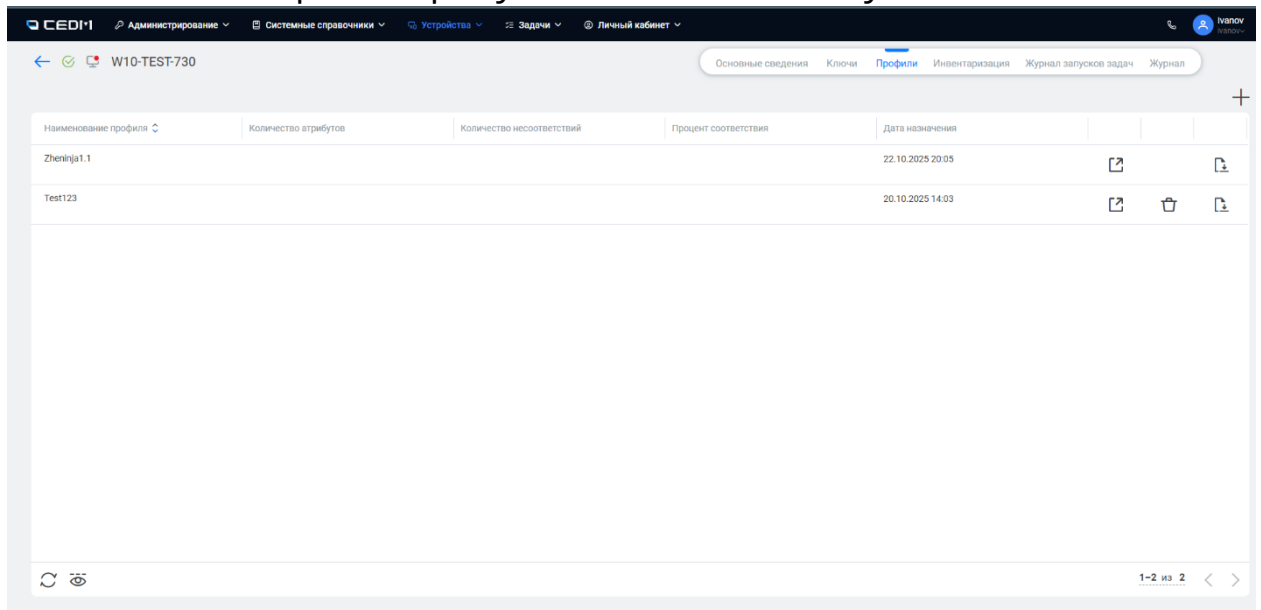 CEDM Администрирование Системные справочники Устройства Задачи Личный кабинет Ivanov
Ivanov
W10-TEST-730 Основные сведения Ключи Профили Инвентаризация Журнал запусков задач Журнал
Наименование профиля Количество атрибутов Количество несоответствий Процент соответствия Дата назначения
Zheninja1.1 22.10.2025 20:05
Test123 20.10.2025 14:03
1–2 из 2